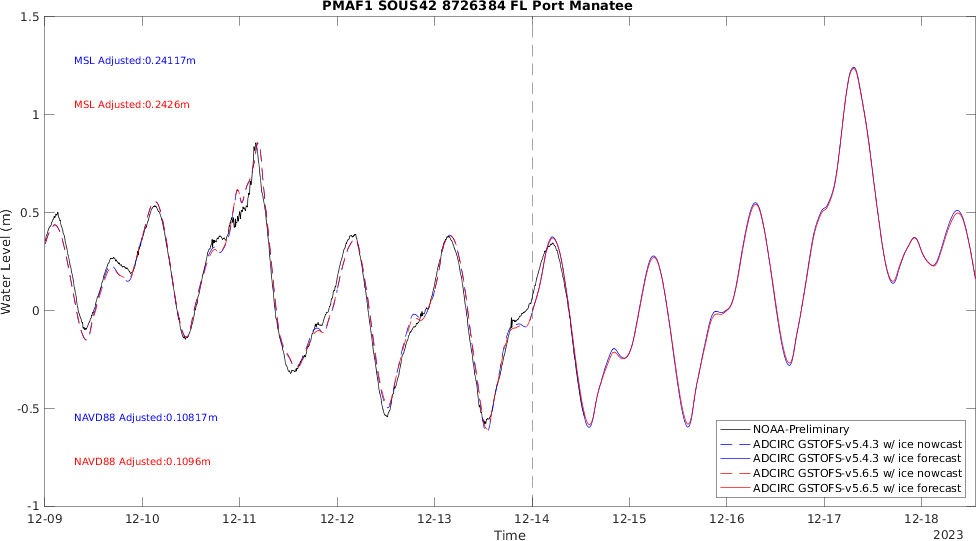 PMAF1 SOUS42 8726384 FL Port Manatee
1.5
MSL Adjusted:0.24117m
MSL Adjusted:0.2426m
1
0.5
Water Level (m)
0
-0.5
NAVD88 Adjusted:0.10817m
NAVD88 Adjusted:0.1096m
NOAA-Preliminary
ADCIRC GSTOFS-v5.4.3 w/ ice nowcast
ADCIRC GSTOFS-v5.4.3 w/ ice forecast
ADCIRC GSTOFS-v5.6.5 w/ ice nowcast
ADCIRC GSTOFS-v5.6.5 w/ ice forecast
-1
12-09 12-10 12-11 12-12 12-13 12-14 12-15 12-16 12-17 12-18
Time
2023